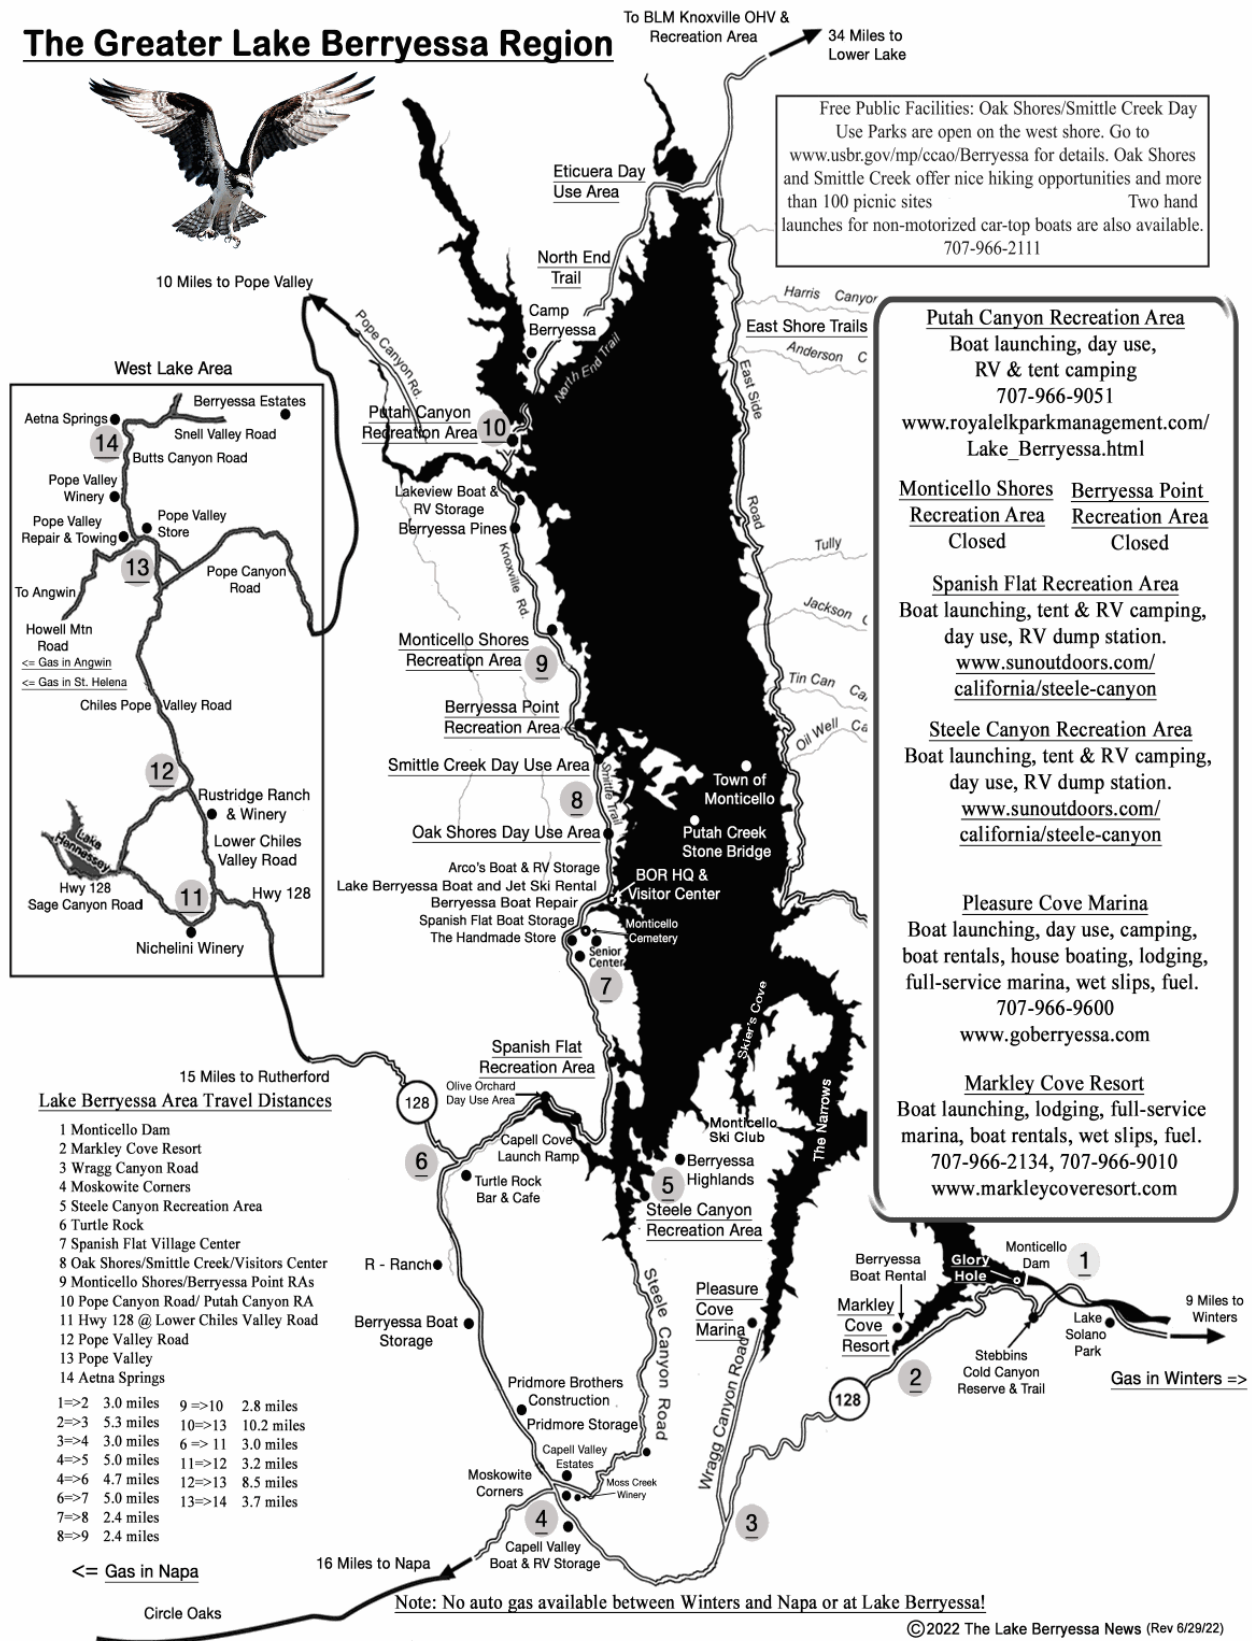 The Greater Lake Berryessa Region
To BLM Knoxville OHV &
Recreation Area
34 Miles to
Lower Lake
Free Public Facilities: Oak Shores/Smittle Creek Day
Use Parks are open on the west shore. Go to
www.usbr.gov/mp/ccao/Berryessa for details. Oak Shores
and Smittle Creek offer nice hiking opportunities and more
than 100 picnic sites Two hand
launches for non-motorized car-top boats are also available.
707-966-2111
Eticuera Day
Use Area
North End
Trail
Camp
Berryessa
North End Trail
10 Miles to Pope Valley
Pope Canyon Rd.
Harris Canyon
East Shore Trails
Anderson C
East Side
Road
Putah Canyon
Recreation Area
10
Lakeview Boat &
RV Storage
Berryessa Pines
Knoxville Rd.
Tully
Jackson C
Tin Can Ca
Oil Well Ca
Monticello Shores
Recreation Area
9
Berryessa Point
Recreation Area
Smittle Creek Day Use Area
Smittle Trail
8
Oak Shores Day Use Area
Town of
Monticello
Putah Creek
Stone Bridge
Arco's Boat & RV Storage
Lake Berryessa Boat and Jet Ski Rental
Berryessa Boat Repair
Spanish Flat Boat Storage
The Handmade Store
BOR HQ &
Visitor Center
Monticello
Cemetery
Senior
Center
7
Skier's Cove
The Narrows
Spanish Flat
Recreation Area
Olive Orchard
Day Use Area
Capell Cove
Launch Ramp
Monticello
Ski Club
Berryessa
Highlands
5
Steele Canyon
Recreation Area
128
6
Turtle Rock
Bar & Cafe
R - Ranch
Berryessa Boat
Storage
Steele Canyon Road
Pleasure
Cove
Marina
Wragg Canyon Road
Pridmore Brothers
Construction
Pridmore Storage
Capell Valley
Estates
Moss Creek
Winery
Moskowite
Corners
4
Capell Valley
Boat & RV Storage
3
16 Miles to Napa
Circle Oaks
West Lake Area
Aetna Springs
Berryessa Estates
14
Snell Valley Road
Butts Canyon Road
Pope Valley
Winery
Pope Valley
Repair & Towing
Pope Valley
Store
13
Pope Canyon
Road
To Angwin
Howell Mtn
Road
<= Gas in Angwin
<= Gas in St. Helena
Chiles Pope Valley Road
12
Rustridge Ranch
& Winery
Lake
Hennessey
Lower Chiles
Valley Road
Hwy 128
Sage Canyon Road
11
Hwy 128
Nichelini Winery
15 Miles to Rutherford
Putah Canyon Recreation Area
Boat launching, day use,
RV & tent camping
707-966-9051
www.royalelkparkmanagement.com/
Lake_Berryessa.html
Monticello Shores
Recreation Area
Closed
Berryessa Point
Recreation Area
Closed
Spanish Flat Recreation Area
Boat launching, tent & RV camping,
day use, RV dump station.
www.sunoutdoors.com/
california/steele-canyon
Steele Canyon Recreation Area
Boat launching, tent & RV camping,
day use, RV dump station.
www.sunoutdoors.com/
california/steele-canyon
Pleasure Cove Marina
Boat launching, day use, camping,
boat rentals, house boating, lodging,
full-service marina, wet slips, fuel.
707-966-9600
www.goberryessa.com
Markley Cove Resort
Boat launching, lodging, full-service
marina, boat rentals, wet slips, fuel.
707-966-2134, 707-966-9010
www.markleycoveresort.com
Berryessa
Boat Rental
Glory
Hole
Monticello
Dam
1
Markley
Cove
Resort
2
128
Stebbins
Cold Canyon
Reserve & Trail
Lake
Solano
Park
9 Miles to
Winters
Gas in Winters =>
Lake Berryessa Area Travel Distances
1 Monticello Dam
2 Markley Cove Resort
3 Wragg Canyon Road
4 Moskowite Corners
5 Steele Canyon Recreation Area
6 Turtle Rock
7 Spanish Flat Village Center
8 Oak Shores/Smittle Creek/Visitors Center
9 Monticello Shores/Berryessa Point RAs
10 Pope Canyon Road/ Putah Canyon RA
11 Hwy 128 @ Lower Chiles Valley Road
12 Pope Valley Road
13 Pope Valley
14 Aetna Springs
1=>2 3.0 miles
2=>3 5.3 miles
3=>4 3.0 miles
4=>5 5.0 miles
4=>6 4.7 miles
6=>7 5.0 miles
7=>8 2.4 miles
8=>9 2.4 miles
9 =>10 2.8 miles
10=>13 10.2 miles
6 => 11 3.0 miles
11=>12 3.2 miles
12=>13 8.5 miles
13=>14 3.7 miles
<= Gas in Napa
Note: No auto gas available between Winters and Napa or at Lake Berryessa!
©2022 The Lake Berryessa News (Rev 6/29/22)